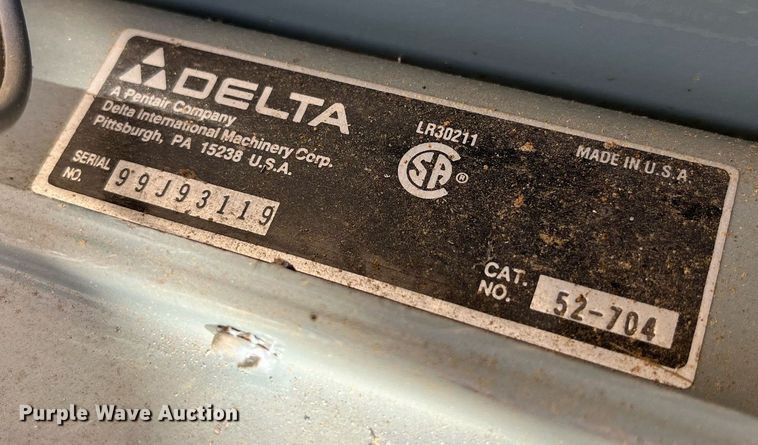 DELTA
A Pentair Company
Delta International Machinery Corp.
Pittsburgh, PA 15238 U.S.A.
SERIAL NO. 99J93119
LR30211
CSA ®
MADE IN U.S.A
CAT. NO. 52-704
Purple Wave Auction